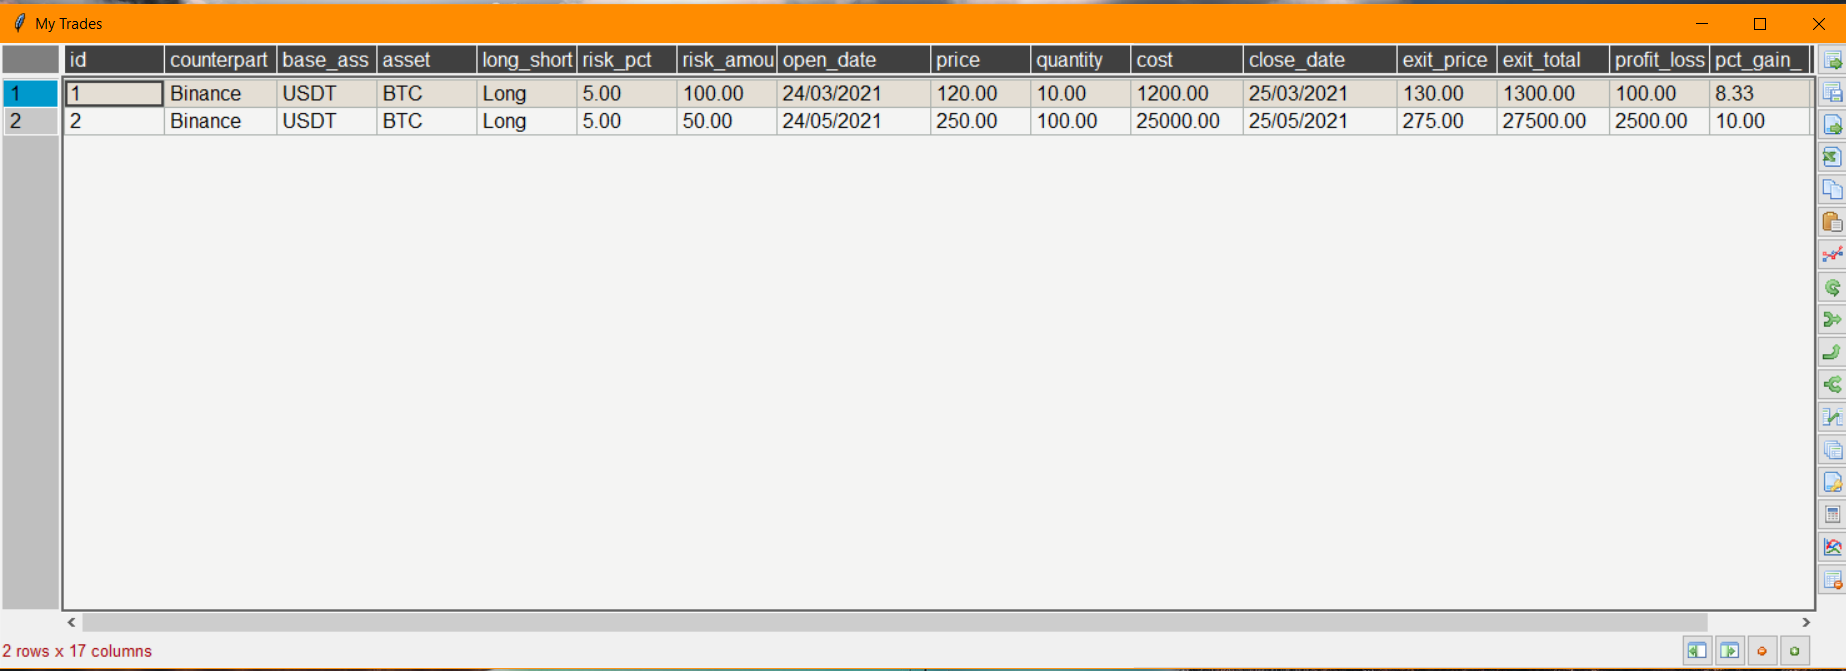 My Trades
id counterpart base_ass asset long_short risk_pct risk_amou open_date price quantity cost close_date exit_price exit_total profit_loss pct_gain_
1 1 Binance USDT BTC Long 5.00 100.00 24/03/2021 120.00 10.00 1200.00 25/03/2021 130.00 1300.00 100.00 8.33
2 2 Binance USDT BTC Long 5.00 50.00 24/05/2021 250.00 100.00 25000.00 25/05/2021 275.00 27500.00 2500.00 10.00
2 rows x 17 columns